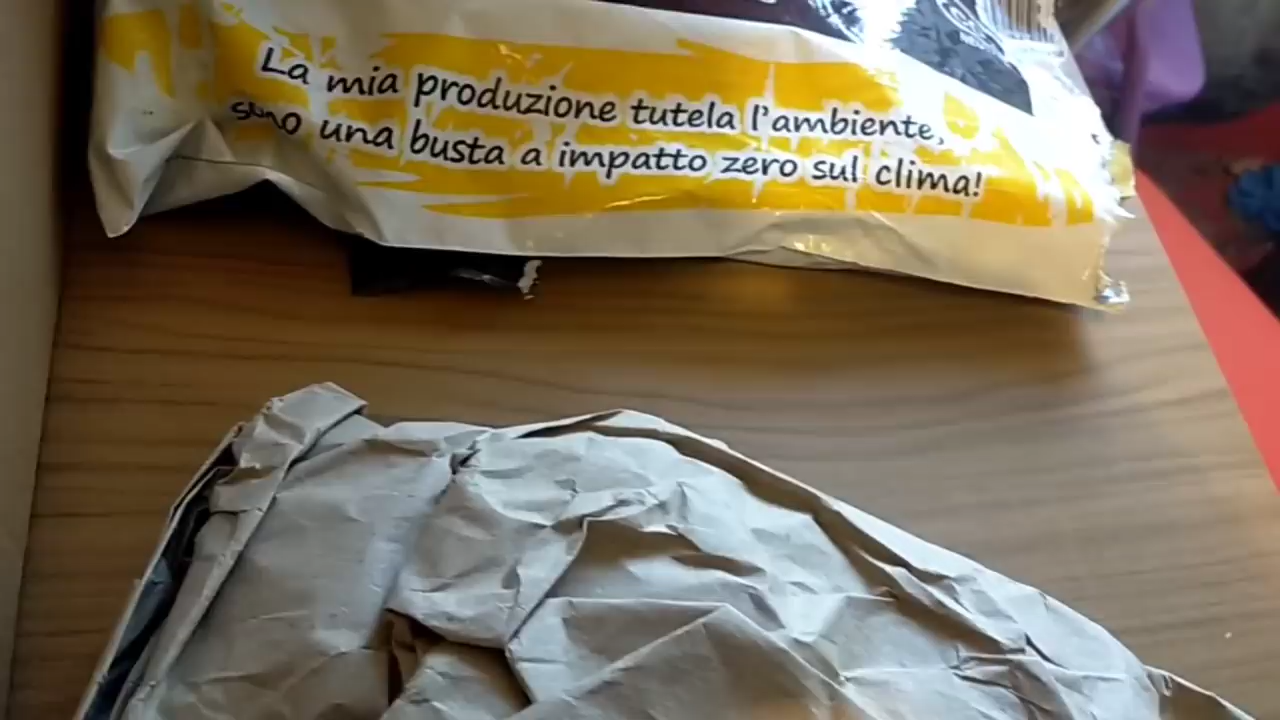 La mia produzione tutela l'ambiente,
sono una busta a impatto zero sul clima!